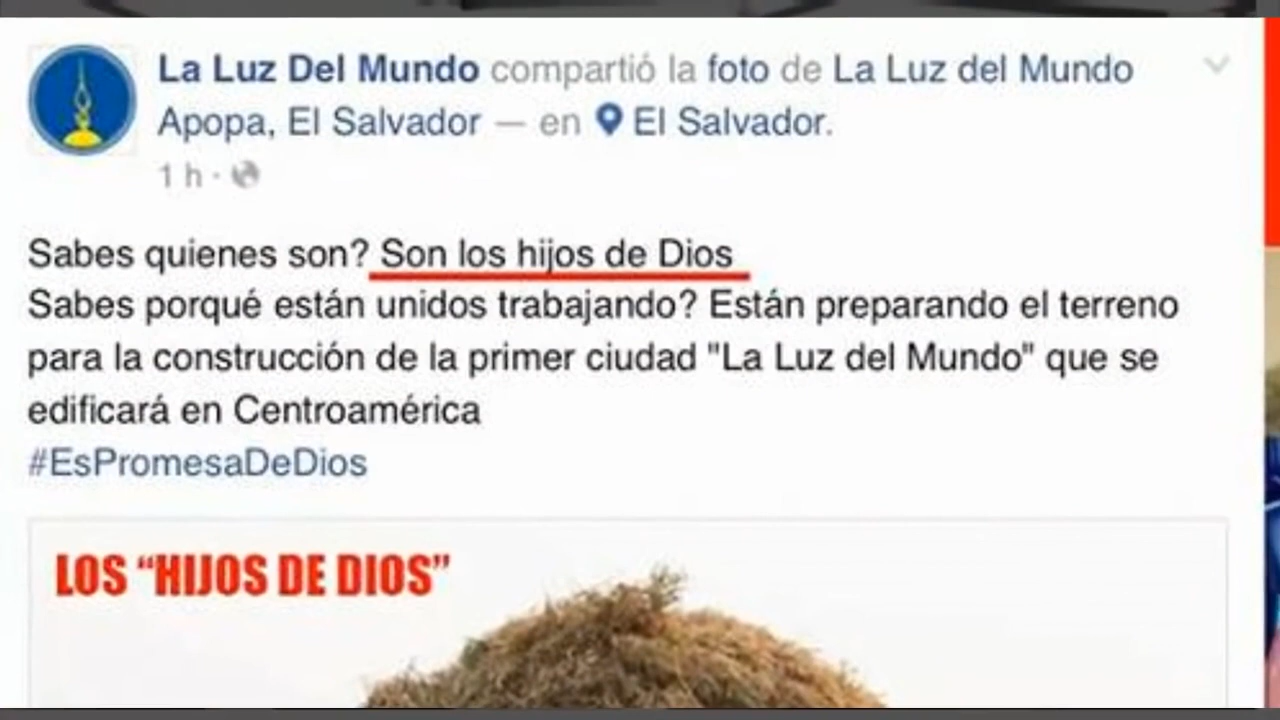 La Luz Del Mundo compartió la foto de La Luz del Mundo
Apopa, El Salvador — en El Salvador.
1 h ·
Sabes quienes son? Son los hijos de Dios
Sabes porqué están unidos trabajando? Están preparando el terreno
para la construcción de la primer ciudad "La Luz del Mundo" que se
edificará en Centroamérica
#EsPromesaDeDios
LOS “HIJOS DE DIOS”